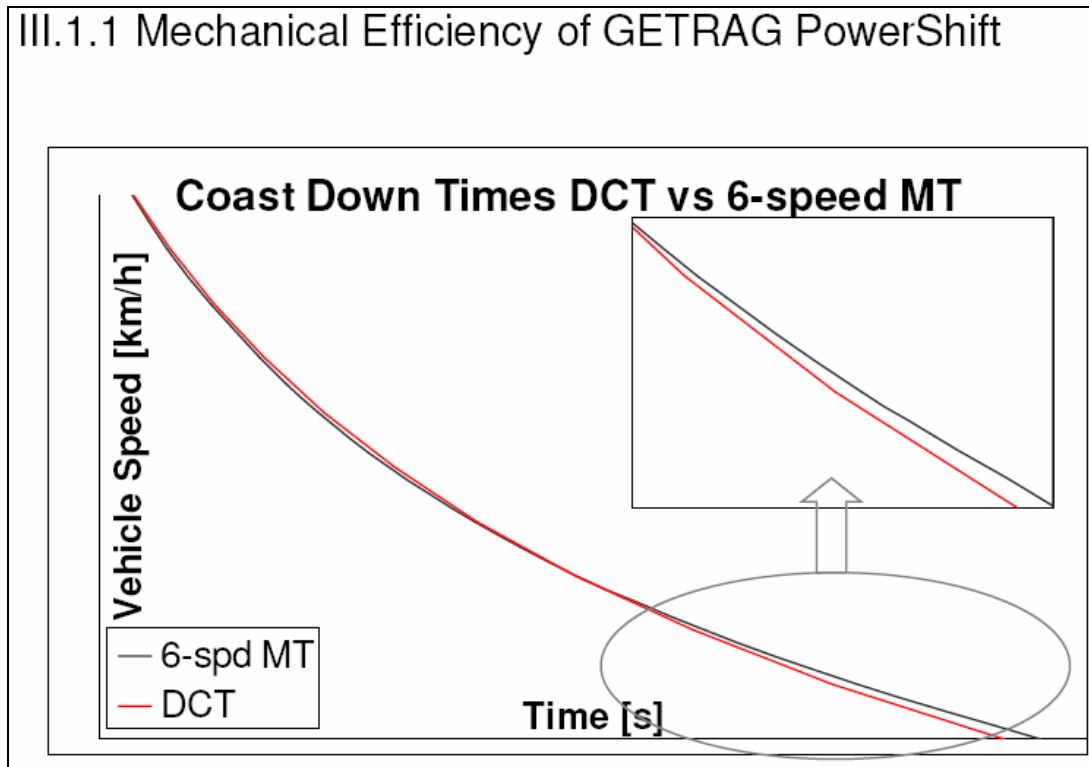 III.1.1 Mechanical Efficiency of GETRAG PowerShift
Coast Down Times DCT vs 6-speed MT
Vehicle Speed [km/h]
6-spd MT
DCT
Time [s]